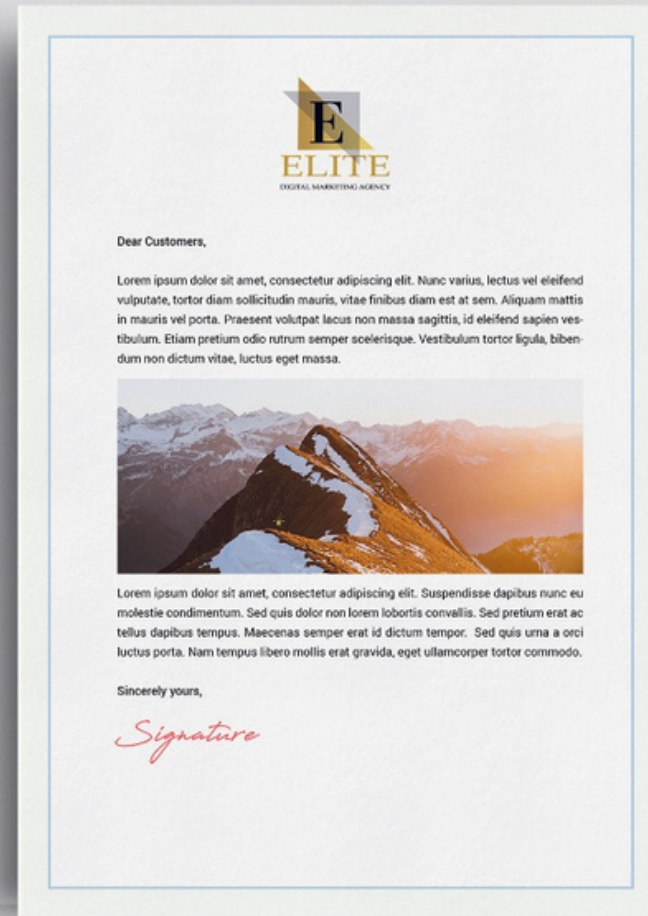 E
ELITE
DIGITAL MARKETING AGENCY
Dear Customers,
Lorem ipsum dolor sit amet, consectetur adipiscing elit. Nunc varius, lectus vel eleifend
vulputate, tortor diam sollicitudin mauris, vitae finibus diam est at sem. Aliquam mattis
in mauris vel porta. Praesent volutpat lacus non massa sagittis, id eleifend sapien ves-
tibulum. Etiam pretium odio rutrum semper scelerisque. Vestibulum tortor ligula, biben-
dum non dictum vitae, luctus eget massa.
Lorem ipsum dolor sit amet, consectetur adipiscing elit. Suspendisse dapibus nunc eu
molestie condimentum. Sed quis dolor non lorem lobortis convallis. Sed pretium erat ac
tellus dapibus tempus. Maecenas semper erat id dictum tempor. Sed quis urna a orci
luctus porta. Nam tempus libero mollis erat gravida, eget ullamcorper tortor commodo.
Sincerely yours,
Signature